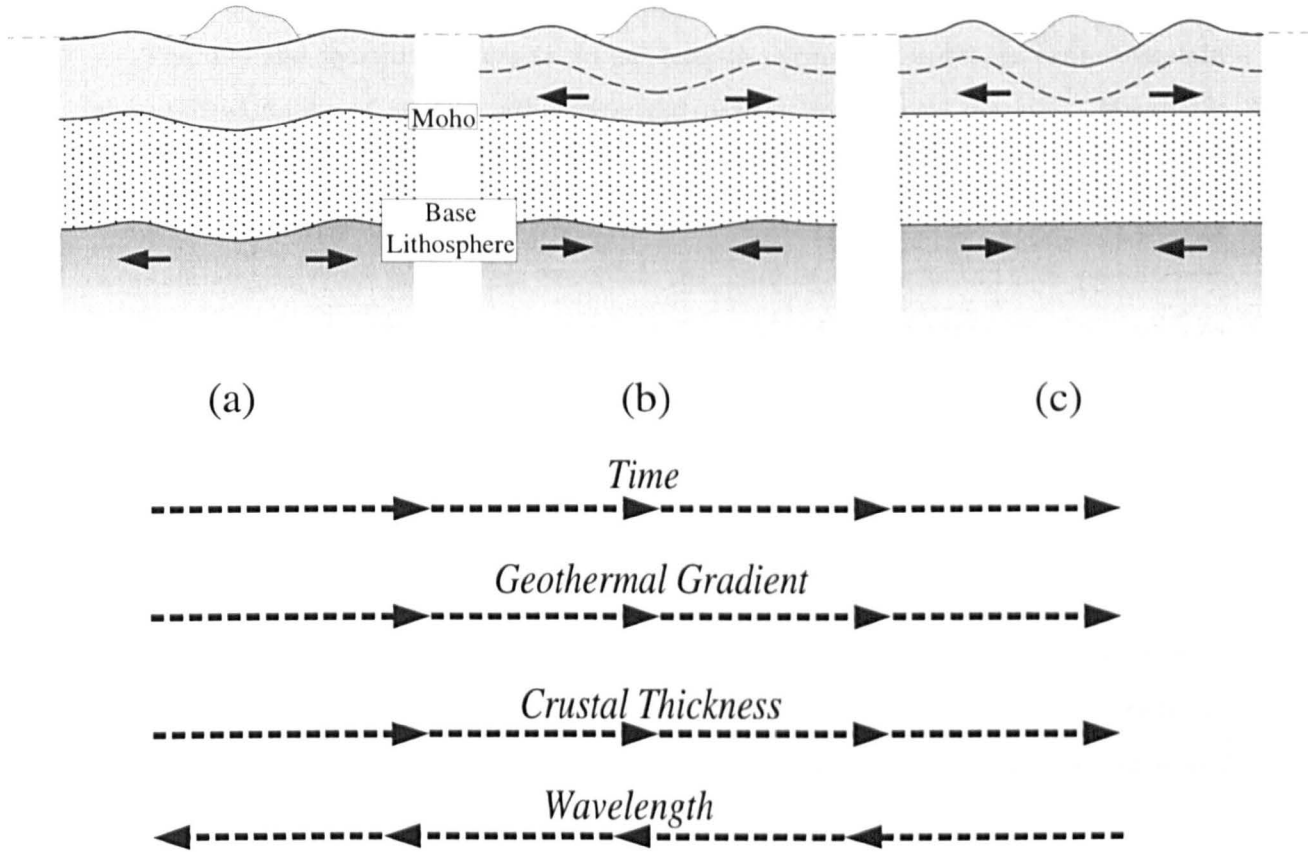 Moho
Base
Lithosphere
(a)
(b)
(c)
Time
Geothermal Gradient
Crustal Thickness
Wavelength